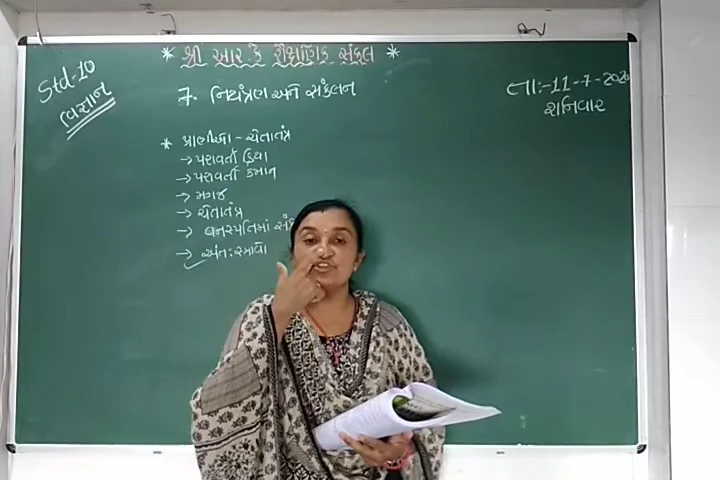 * શ્રી આર.કે શૈક્ષણિક સંકુલ *
Std-10
વિજ્ઞાન
7. નિયંત્રણ અને સંકલન
તા:-11-7-2020
શનિવાર
* પ્રાણીઓ - ચેતાતંત્ર
→ પરાવર્તી ક્રિયા
→ પરાવર્તી કમાન
→ મગજ
→ ચેતાતંત્ર
→ વનસ્પતિમાં
→ અંતઃસ્ત્રાવો